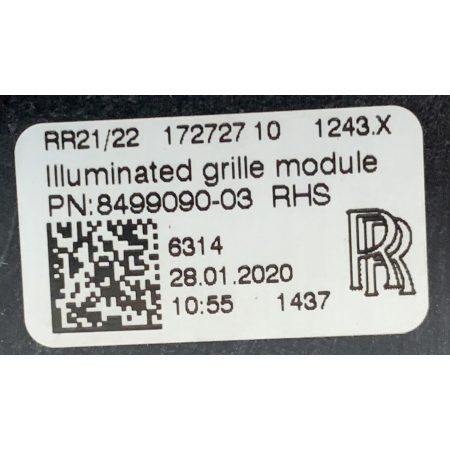 RR21/22 172727 10 1243.X
Illuminated grille module
PN:8499090-03 RHS
6314
28.01.2020
10:55 1437
RR